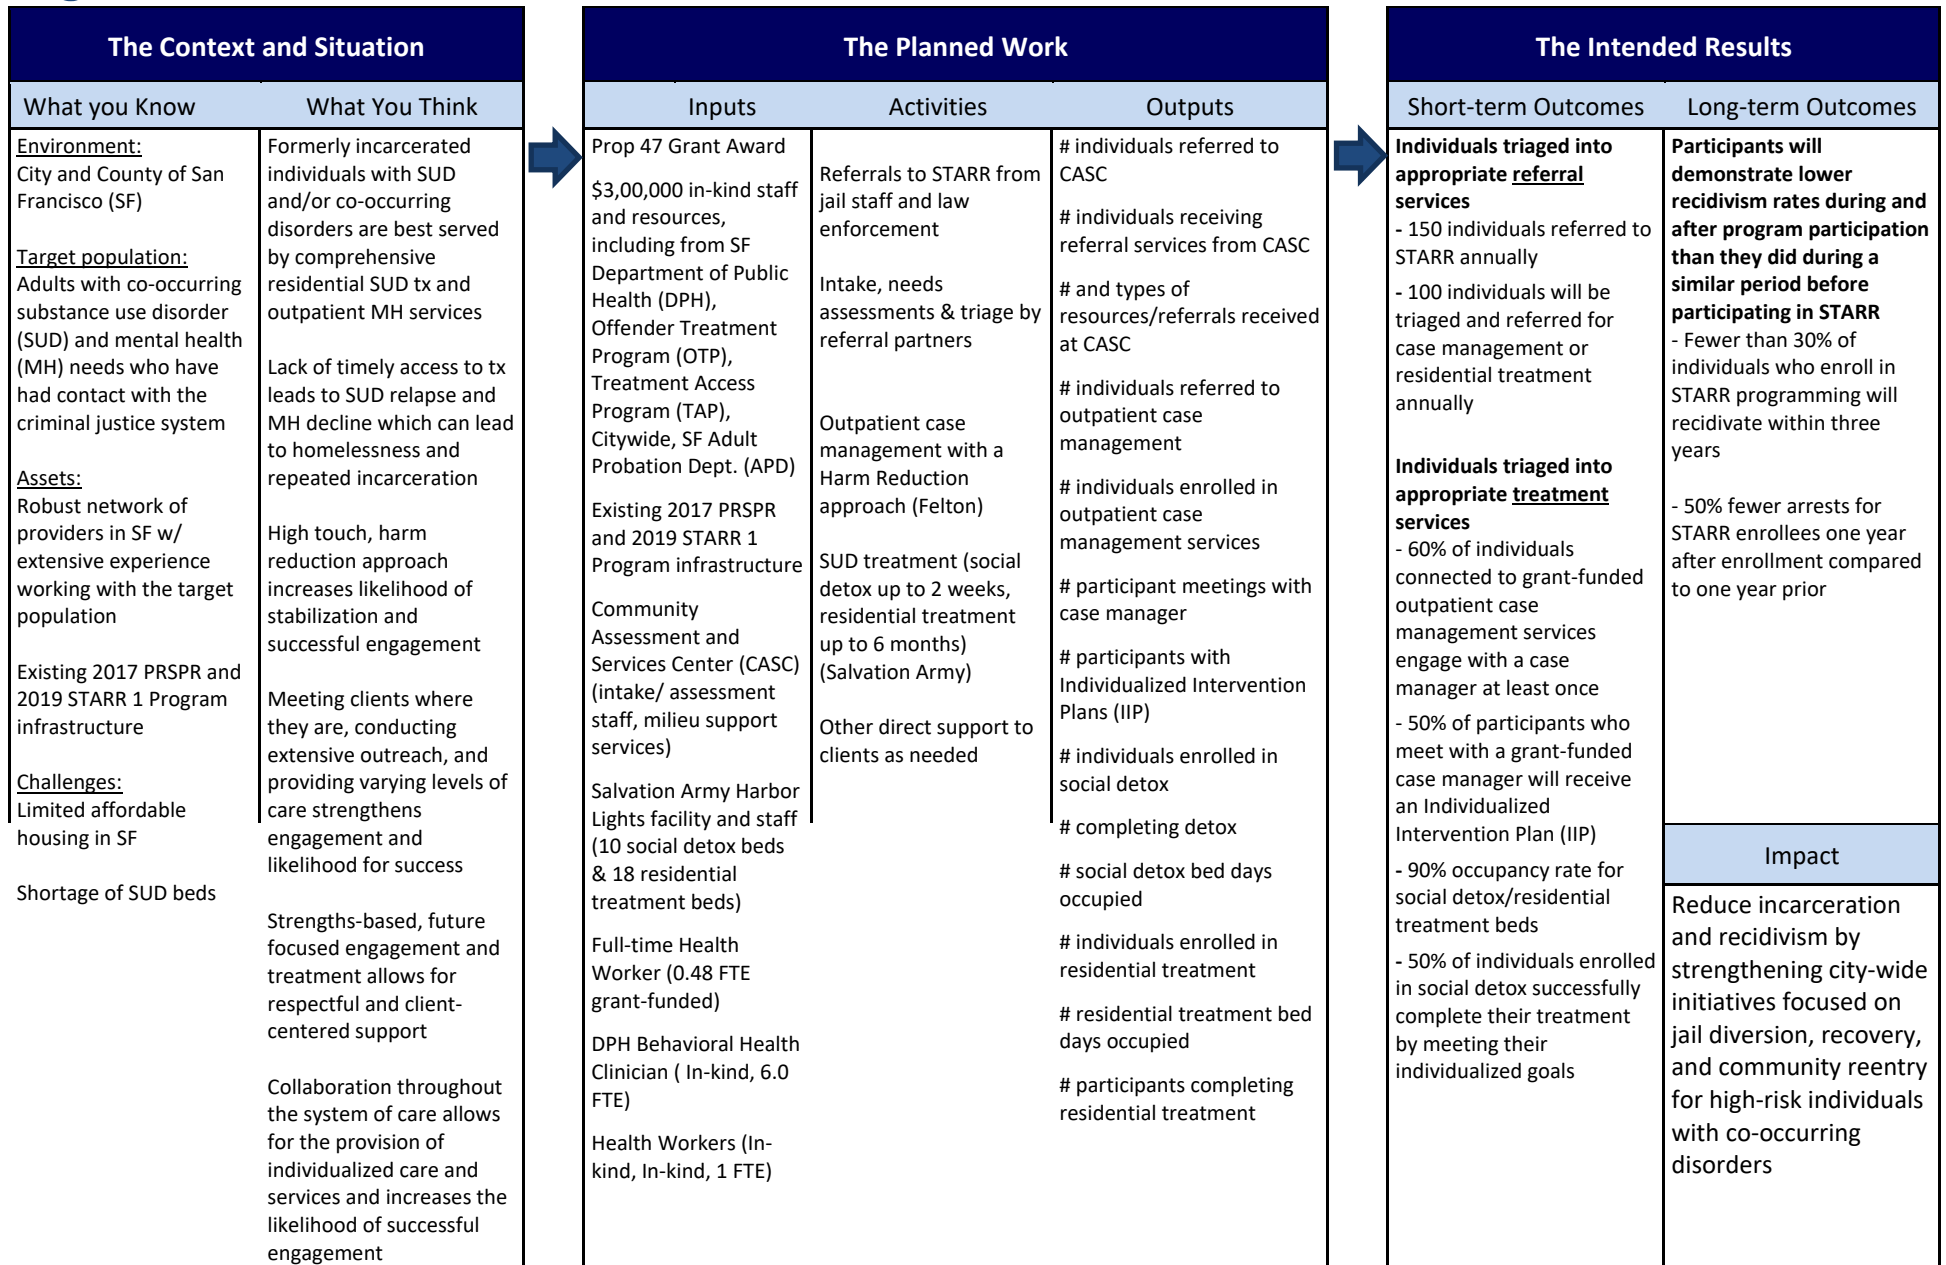 The Context and Situation
What you Know
Environment:
City and County of San
Francisco (SF)
Target population:
Adults with co-occurring
substance use disorder
(SUD) and mental health
(MH) needs who have
had contact with the
criminal justice system
Assets:
Robust network of
providers in SF w/
extensive experience
working with the target
population
Existing 2017 PRSPR and
2019 STARR 1 Program
infrastructure
Challenges:
Limited affordable
housing in SF
Shortage of SUD beds
What You Think
Formerly incarcerated
individuals with SUD
and/or co-occurring
disorders are best served
by comprehensive
residential SUD tx and
outpatient MH services
Lack of timely access to tx
leads to SUD relapse and
MH decline which can lead
to homelessness and
repeated incarceration
High touch, harm
reduction approach
increases likelihood of
stabilization and
successful engagement
Meeting clients where
they are, conducting
extensive outreach, and
providing varying levels of
care strengthens
engagement and
likelihood for success
Strengths-based, future
focused engagement and
treatment allows for
respectful and client-
centered support
Collaboration throughout
the system of care allows
for the provision of
individualized care and
services and increases the
likelihood of successful
engagement
The Planned Work
Inputs
Prop 47 Grant Award
$3,00,000 in-kind staff
and resources,
including from SF
Department of Public
Health (DPH),
Offender Treatment
Program (OTP),
Treatment Access
Program (TAP),
Citywide, SF Adult
Probation Dept. (APD)
Existing 2017 PRSPR
and 2019 STARR 1
Program infrastructure
Community
Assessment and
Services Center (CASC)
(intake/ assessment
staff, milieu support
services)
Salvation Army Harbor
Lights facility and staff
(10 social detox beds
& 18 residential
treatment beds)
Full-time Health
Worker (0.48 FTE
grant-funded)
DPH Behavioral Health
Clinician ( In-kind, 6.0
FTE)
Health Workers (In-
kind, In-kind, 1 FTE)
Activities
Referrals to STARR from
jail staff and law
enforcement
Intake, needs
assessments & triage by
referral partners
Outpatient case
management with a
Harm Reduction
approach (Felton)
SUD treatment (social
detox up to 2 weeks,
residential treatment
up to 6 months)
(Salvation Army)
Other direct support to
clients as needed
Outputs
# individuals referred to
CASC
# individuals receiving
referral services from CASC
# and types of
resources/referrals received
at CASC
# individuals referred to
outpatient case
management
# individuals enrolled in
outpatient case
management services
# participant meetings with
case manager
# participants with
Individualized Intervention
Plans (IIP)
# individuals enrolled in
social detox
# completing detox
# social detox bed days
occupied
# individuals enrolled in
residential treatment
# residential treatment bed
days occupied
# participants completing
residential treatment
The Intended Results
Short-term Outcomes
Individuals triaged into
appropriate referral
services
- 150 individuals referred to
STARR annually
- 100 individuals will be
triaged and referred for
case management or
residential treatment
annually
Individuals triaged into
appropriate treatment
services
- 60% of individuals
connected to grant-funded
outpatient case
management services
engage with a case
manager at least once
- 50% of participants who
meet with a grant-funded
case manager will receive
an Individualized
Intervention Plan (IIP)
- 90% occupancy rate for
social detox/residential
treatment beds
- 50% of individuals enrolled
in social detox successfully
complete their treatment
by meeting their
individualized goals
Long-term Outcomes
Participants will
demonstrate lower
recidivism rates during and
after program participation
than they did during a
similar period before
participating in STARR
- Fewer than 30% of
individuals who enroll in
STARR programming will
recidivate within three
years
- 50% fewer arrests for
STARR enrollees one year
after enrollment compared
to one year prior
Impact
Reduce incarceration
and recidivism by
strengthening city-wide
initiatives focused on
jail diversion, recovery,
and community reentry
for high-risk individuals
with co-occurring
disorders